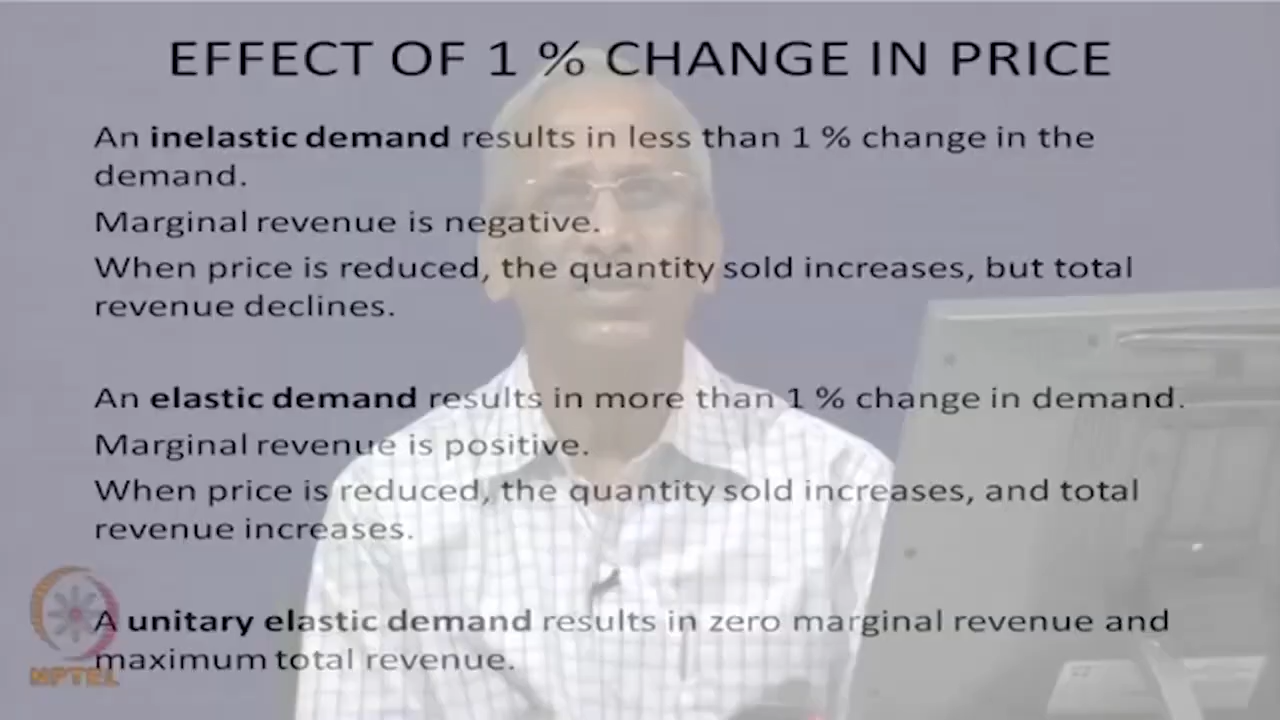 EFFECT OF 1 % CHANGE IN PRICE
An inelastic demand results in less than 1 % change in the
demand.
Marginal revenue is negative.
When price is reduced, the quantity sold increases, but total
revenue declines.
An elastic demand results in more than 1 % change in demand.
Marginal revenue is positive.
When price is reduced, the quantity sold increases, and total
revenue increases.
A unitary elastic demand results in zero marginal revenue and
maximum total revenue.
NPTEL